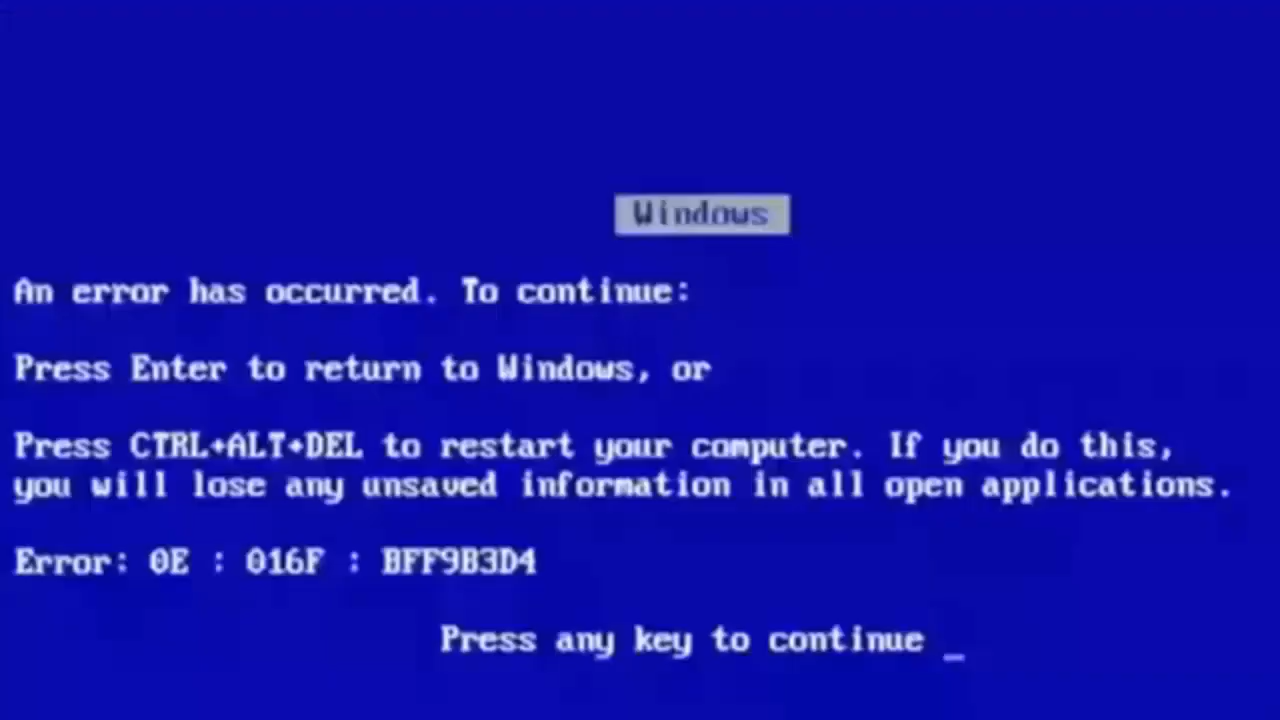 Windows
An error has occurred. To continue:
Press Enter to return to Windows, or
Press CTRL+ALT+DEL to restart your computer. If you do this,
you will lose any unsaved information in all open applications.
Error: 0E : 016F : BFF9B3D4
Press any key to continue _